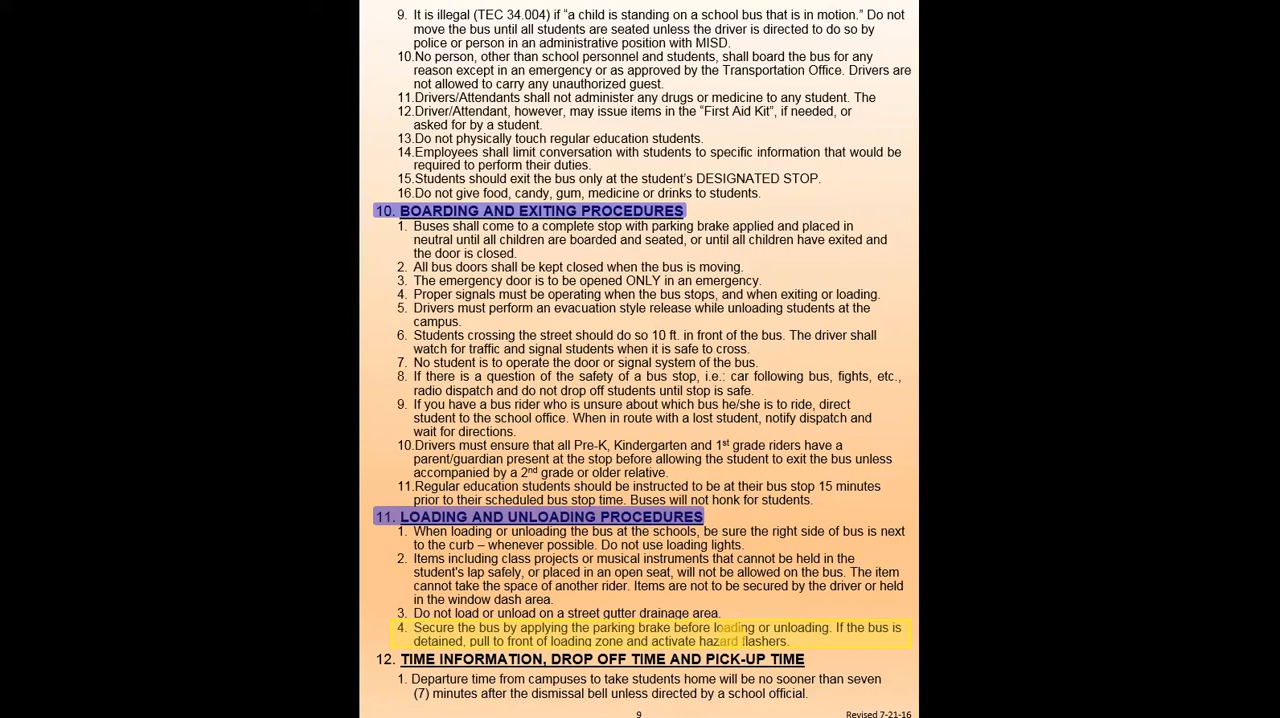 9. It is illegal (TEC 34.004) if “a child is standing on a school bus that is in motion.” Do not
move the bus until all students are seated unless the driver is directed to do so by
police or person in an administrative position with MISD.
10.No person, other than school personnel and students, shall board the bus for any
reason except in an emergency or as approved by the Transportation Office. Drivers are
not allowed to carry any unauthorized guest.
11.Drivers/Attendants shall not administer any drugs or medicine to any student. The
12.Driver/Attendant, however, may issue items in the “First Aid Kit”, if needed, or
asked for by a student.
13.Do not physically touch regular education students.
14.Employees shall limit conversation with students to specific information that would be
required to perform their duties.
15.Students should exit the bus only at the student’s DESIGNATED STOP.
16.Do not give food, candy, gum, medicine or drinks to students.
10. BOARDING AND EXITING PROCEDURES
1. Buses shall come to a complete stop with parking brake applied and placed in
neutral until all children are boarded and seated, or until all children have exited and
the door is closed.
2. All bus doors shall be kept closed when the bus is moving.
3. The emergency door is to be opened ONLY in an emergency.
4. Proper signals must be operating when the bus stops, and when exiting or loading.
5. Drivers must perform an evacuation style release while unloading students at the
campus.
6. Students crossing the street should do so 10 ft. in front of the bus. The driver shall
watch for traffic and signal students when it is safe to cross.
7. No student is to operate the door or signal system of the bus.
8. If there is a question of the safety of a bus stop, i.e.: car following bus, fights, etc.,
radio dispatch and do not drop off students until stop is safe.
9. If you have a bus rider who is unsure about which bus he/she is to ride, direct
student to the school office. When in route with a lost student, notify dispatch and
wait for directions.
10.Drivers must ensure that all Pre-K, Kindergarten and 1st grade riders have a
parent/guardian present at the stop before allowing the student to exit the bus unless
accompanied by a 2nd grade or older relative.
11.Regular education students should be instructed to be at their bus stop 15 minutes
prior to their scheduled bus stop time. Buses will not honk for students.
11. LOADING AND UNLOADING PROCEDURES
1. When loading or unloading the bus at the schools, be sure the right side of bus is next
to the curb – whenever possible. Do not use loading lights.
2. Items including class projects or musical instruments that cannot be held in the
student's lap safely, or placed in an open seat, will not be allowed on the bus. The item
cannot take the space of another rider. Items are not to be secured by the driver or held
in the window dash area.
3. Do not load or unload on a street gutter drainage area.
4. Secure the bus by applying the parking brake before loading or unloading. If the bus is
detained, pull to front of loading zone and activate hazard flashers.
12. TIME INFORMATION, DROP OFF TIME AND PICK-UP TIME
1. Departure time from campuses to take students home will be no sooner than seven
(7) minutes after the dismissal bell unless directed by a school official.
9 Revised 7-21-16